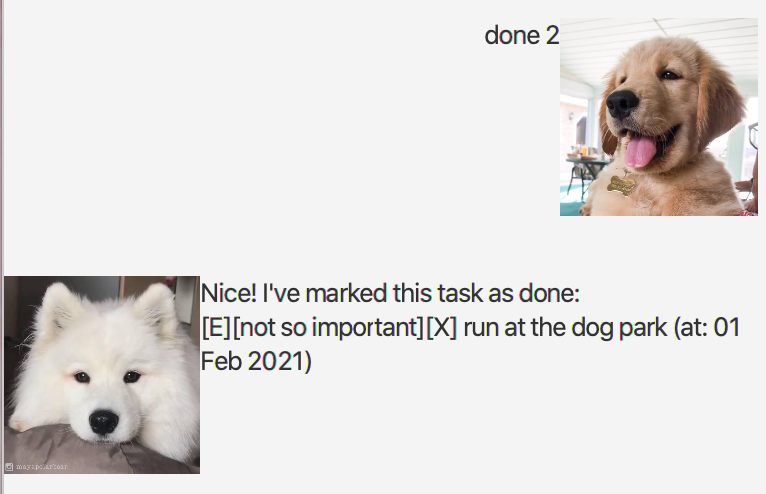 done 2
Nice! I've marked this task as done:
[E][not so important][X] run at the dog park (at: 01
Feb 2021)